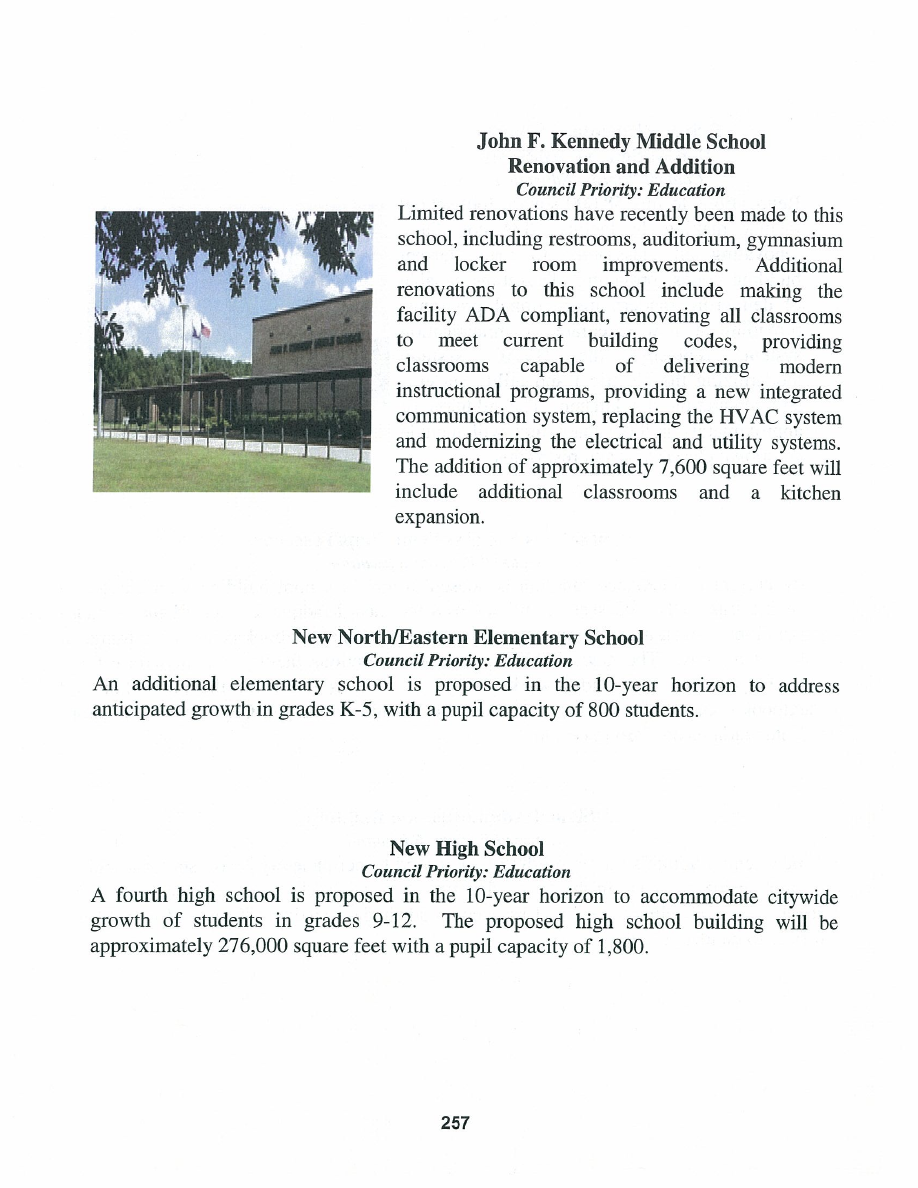 John F. Kennedy Middle School
Renovation and Addition
Council Priority: Education
Limited renovations have recently been made to this
school, including restrooms, auditorium, gymnasium
and locker room improvements. Additional
renovations to this school include making the
facility ADA compliant, renovating all classrooms
to meet current building codes, providing
classrooms capable of delivering modern
instructional programs, providing a new integrated
communication system, replacing the HVAC system
and modernizing the electrical and utility systems.
The addition of approximately 7,600 square feet will
include additional classrooms and a kitchen
expansion.
JOHN F. KENNEDY MIDDLE SCHOOL
New North/Eastern Elementary School
Council Priority: Education
An additional elementary school is proposed in the 10-year horizon to address
anticipated growth in grades K-5, with a pupil capacity of 800 students.
New High School
Council Priority: Education
A fourth high school is proposed in the 10-year horizon to accommodate citywide
growth of students in grades 9-12. The proposed high school building will be
approximately 276,000 square feet with a pupil capacity of 1,800.
257